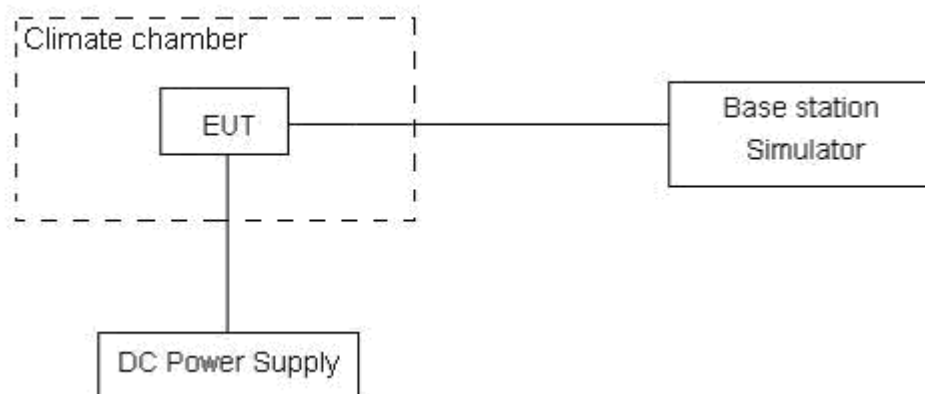 Climate chamber
EUT
Base station
Simulator
DC Power Supply